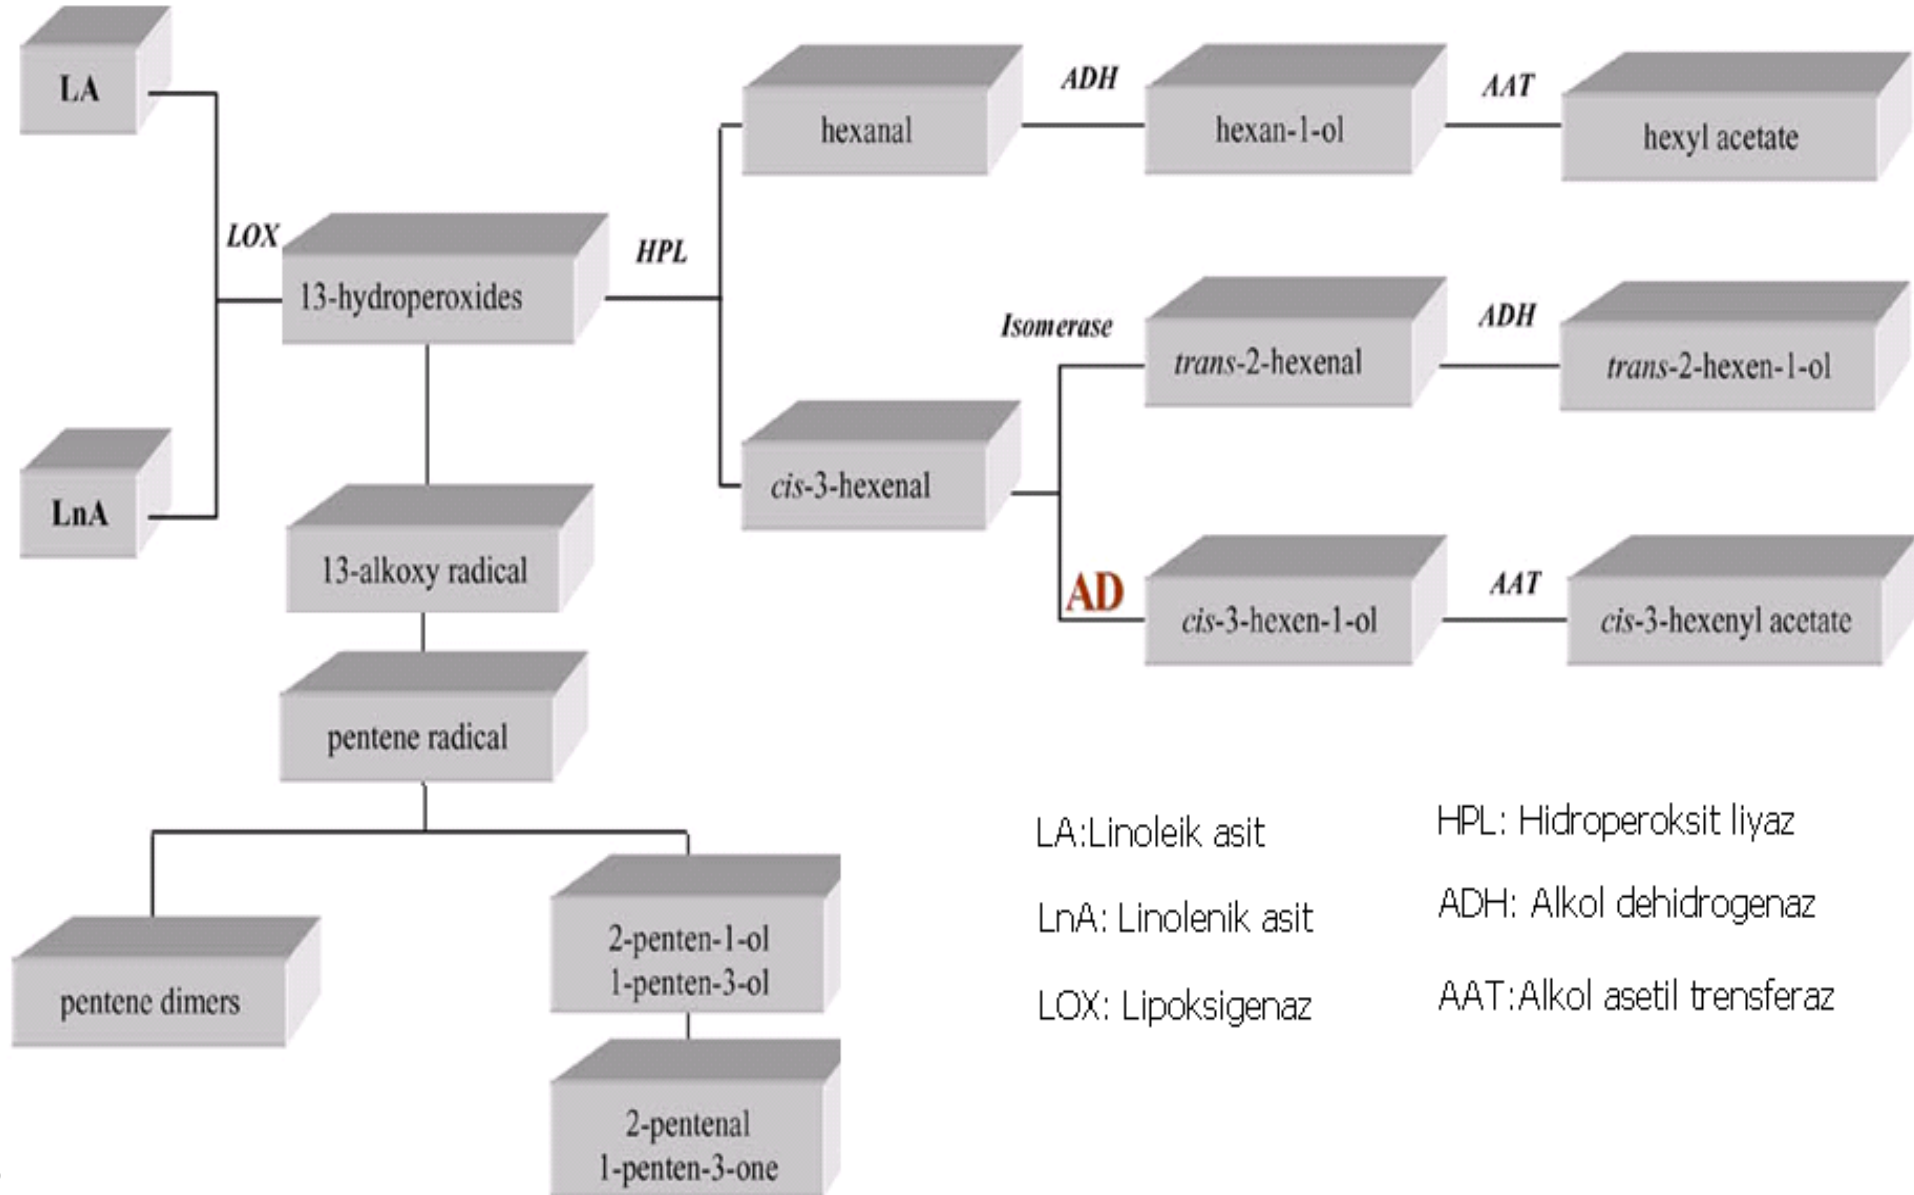 LA
LnA
LOX
13-hydroperoxides
HPL
hexanal
ADH
hexan-1-ol
AAT
hexyl acetate
cis-3-hexenal
Isomerase
trans-2-hexenal
ADH
trans-2-hexen-1-ol
AD
cis-3-hexen-1-ol
AAT
cis-3-hexenyl acetate
13-alkoxy radical
pentene radical
pentene dimers
2-penten-1-ol
1-penten-3-ol
2-pentenal
1-penten-3-one
LA:Linoleik asit
LnA: Linolenik asit
LOX: Lipoksigenaz
HPL: Hidroperoksit liyaz
ADH: Alkol dehidrogenaz
AAT:Alkol asetil trensferaz